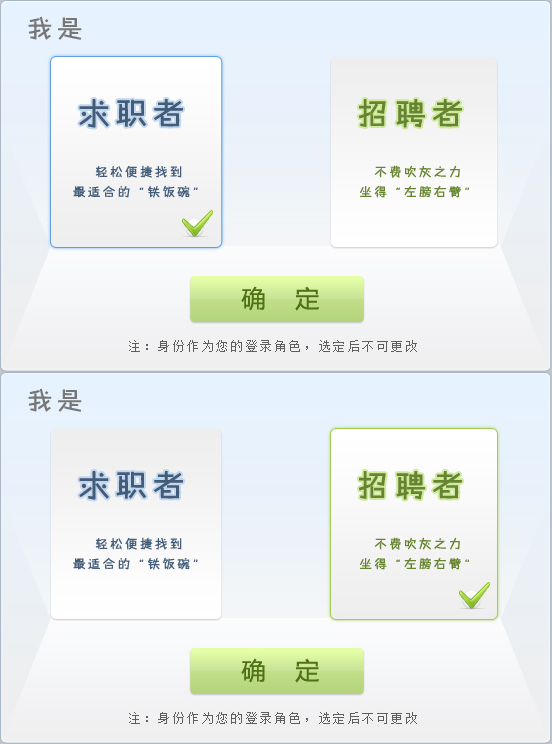 我是
求职者
招聘者
轻松便捷找到
最适合的“铁饭碗”
不费吹灰之力
坐得“左膀右臂”
确 定
注：身份作为您的登录角色，选定后不可更改
我是
求职者
招聘者
轻松便捷找到
最适合的“铁饭碗”
不费吹灰之力
坐得“左膀右臂”
确 定
注：身份作为您的登录角色，选定后不可更改